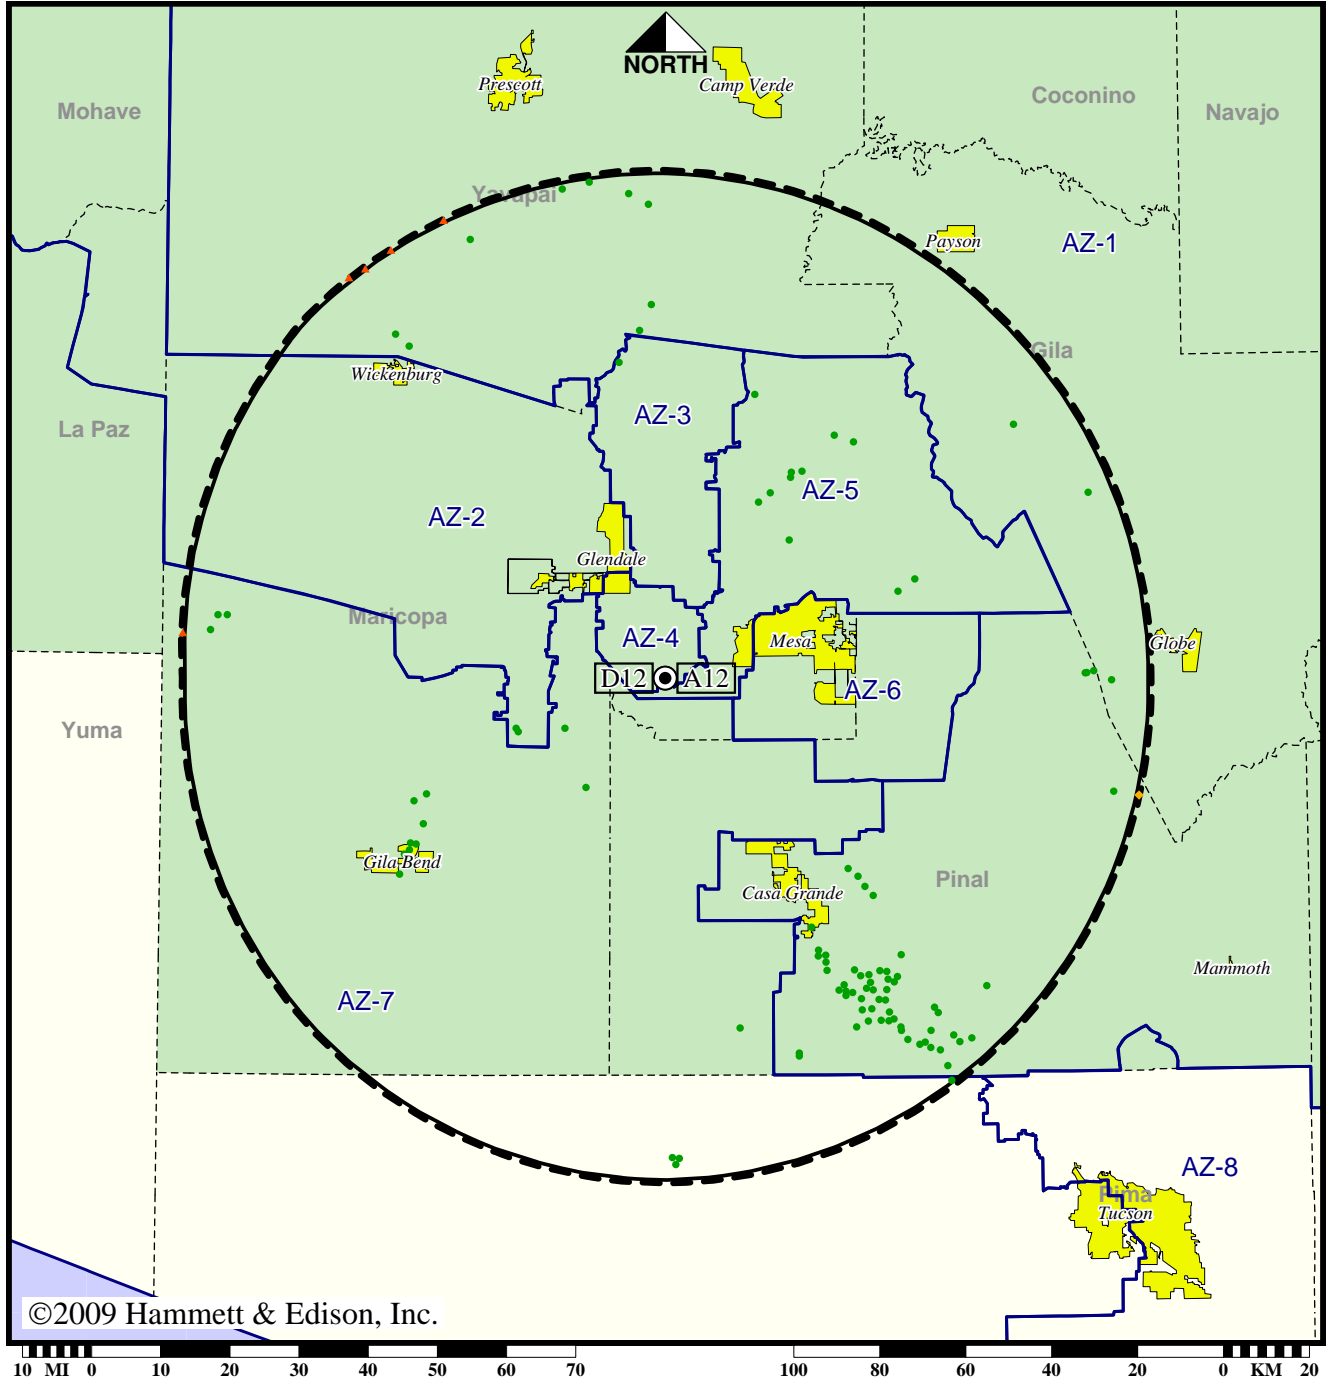 NORTH
Prescott
Camp Verde
Coconino
Mohave
Navajo
Yavapai
Payson
AZ-1
Gila
Wickenburg
AZ-3
La Paz
AZ-5
AZ-2
Glendale
Maricopa
AZ-4
Mesa
Globe
D12
A12
AZ-6
Yuma
Gila Bend
Casa Grande
Pinal
Mammoth
AZ-7
AZ-8
Pima
Tucson
©2009 Hammett & Edison, Inc.
10 MI 0 10 20 30 40 50 60 70 100 80 60 40 20 0 KM 20